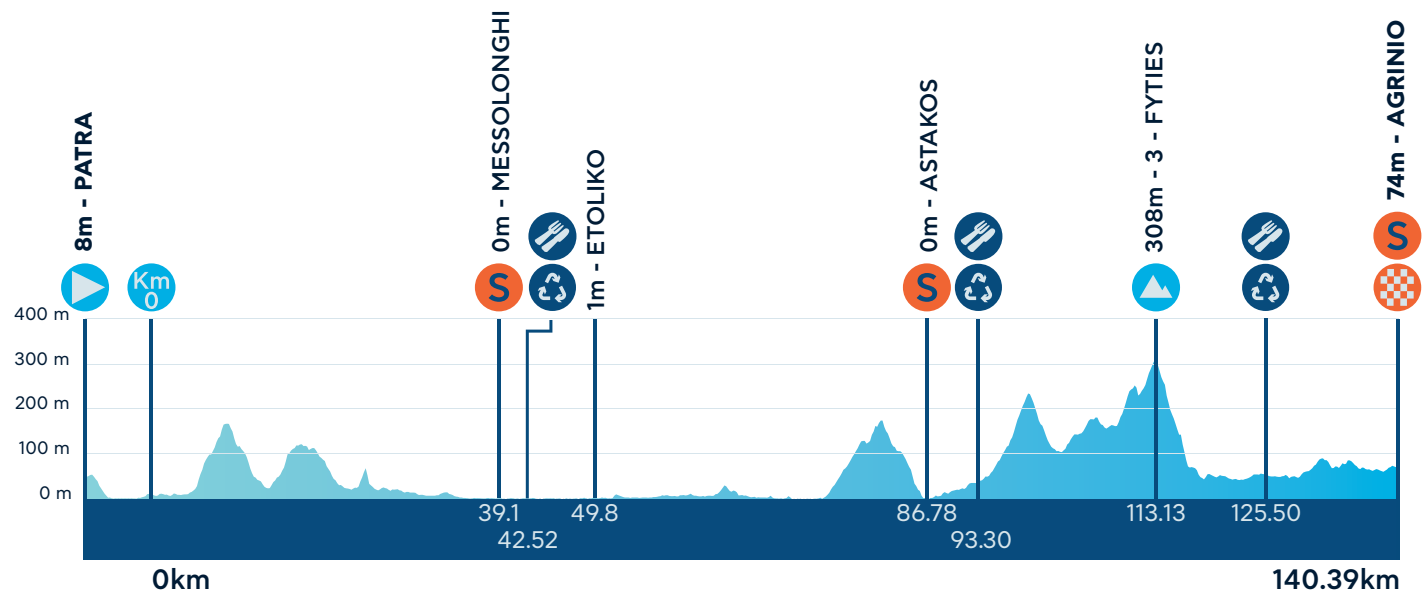 8m - PATRA
Km
0
0m - MESSOLONGHI
S
1m - ETOLIKO
0m - ASTAKOS
S
308m - 3 - FYTIES
74m - AGRINIO
S
400 m
300 m
200 m
100 m
0 m
39.1
42.52
49.8
86.78
93.30
113.13
125.50
0km
140.39km